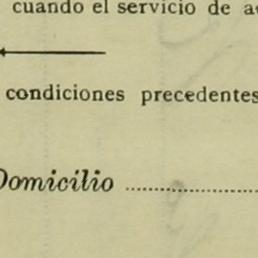 cuando el servicio de
condiciones precedentes
Domicilio